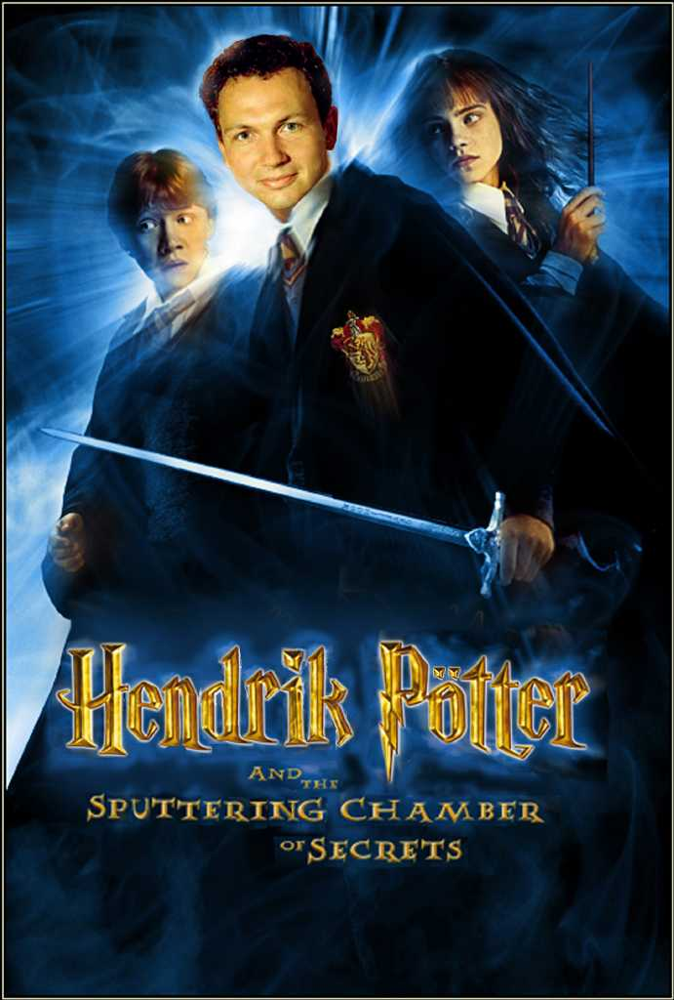 Hendrik Pötter
AND THE
SPUTTERING CHAMBER
OF SECRETS